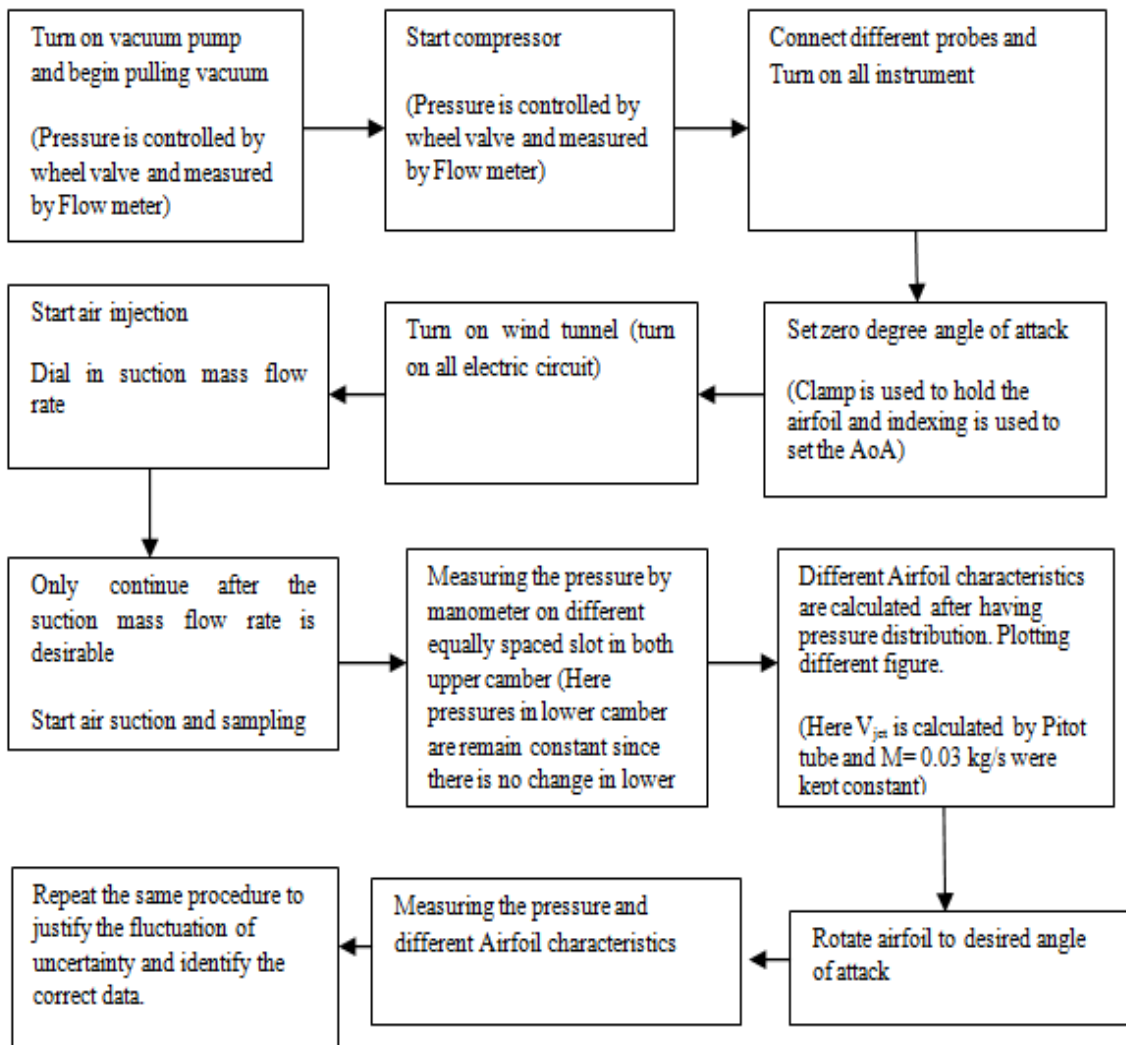 Turn on vacuum pump
and begin pulling vacuum
(Pressure is controlled by
wheel valve and measured
by Flow meter)
Start compressor
(Pressure is controlled by
wheel valve and measured
by Flow meter)
Connect different probes and
Turn on all instrument
Set zero degree angle of attack
(Clamp is used to hold the
airfoil and indexing is used to
set the AoA)
Turn on wind tunnel (turn
on all electric circuit)
Start air injection
Dial in suction mass flow
rate
Only continue after the
suction mass flow rate is
desirable
Start air suction and sampling
Measuring the pressure by
manometer on different
equally spaced slot in both
upper camber (Here
pressures in lower camber
are remain constant since
there is no change in lower
Different Airfoil characteristics
are calculated after having
pressure distribution. Plotting
different figure.
(Here Vjet is calculated by Pitot
tube and M= 0.03 kg/s were
kept constant)
Rotate airfoil to desired angle
of attack
Measuring the pressure and
different Airfoil characteristics
Repeat the same procedure to
justify the fluctuation of
uncertainty and identify the
correct data.